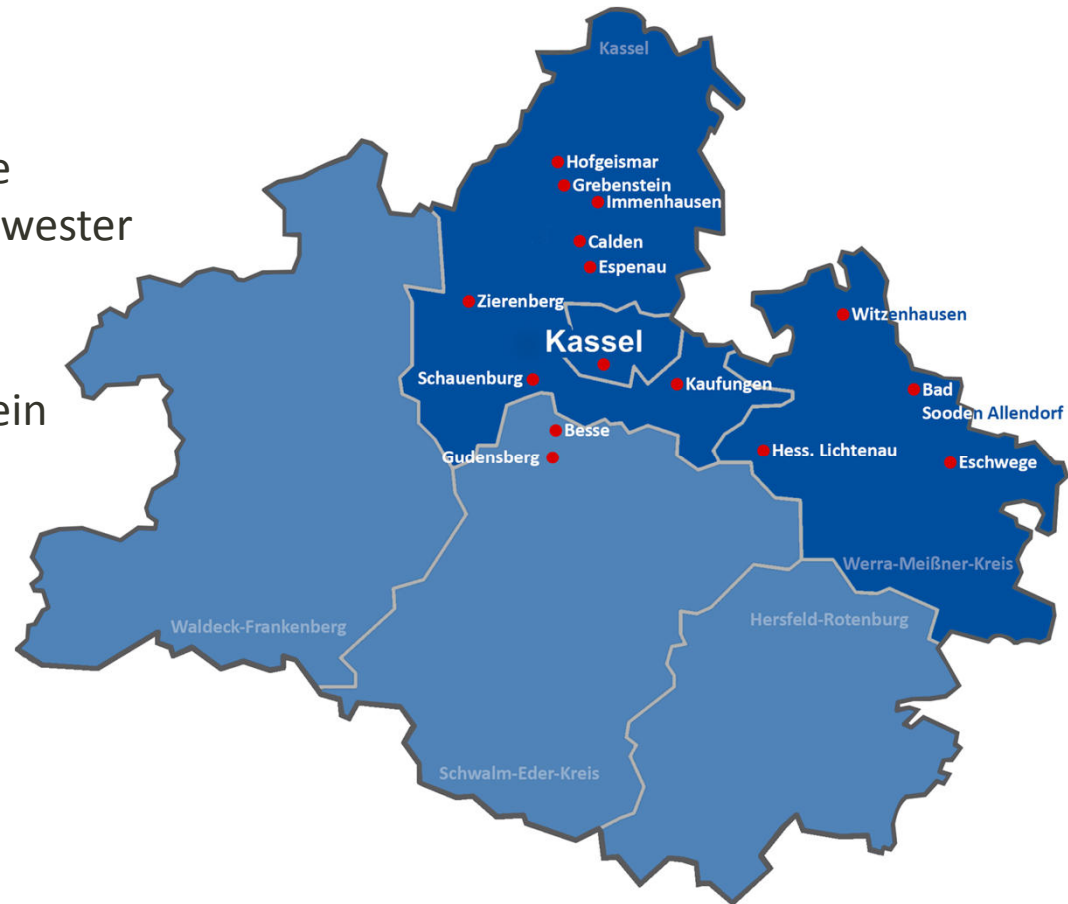 Kassel
e
wester
ein
Hofgeismar
Grebenstein
Immenhausen
Calden
Espenau
Zierenberg
Witzenhausen
Kassel
Schauenburg
Kaufungen
Bad
Sooden Allendorf
Besse
Gudensberg
Hess. Lichtenau
Eschwege
Werra-Meißner-Kreis
Waldeck-Frankenberg
Hersfeld-Rotenburg
Schwalm-Eder-Kreis